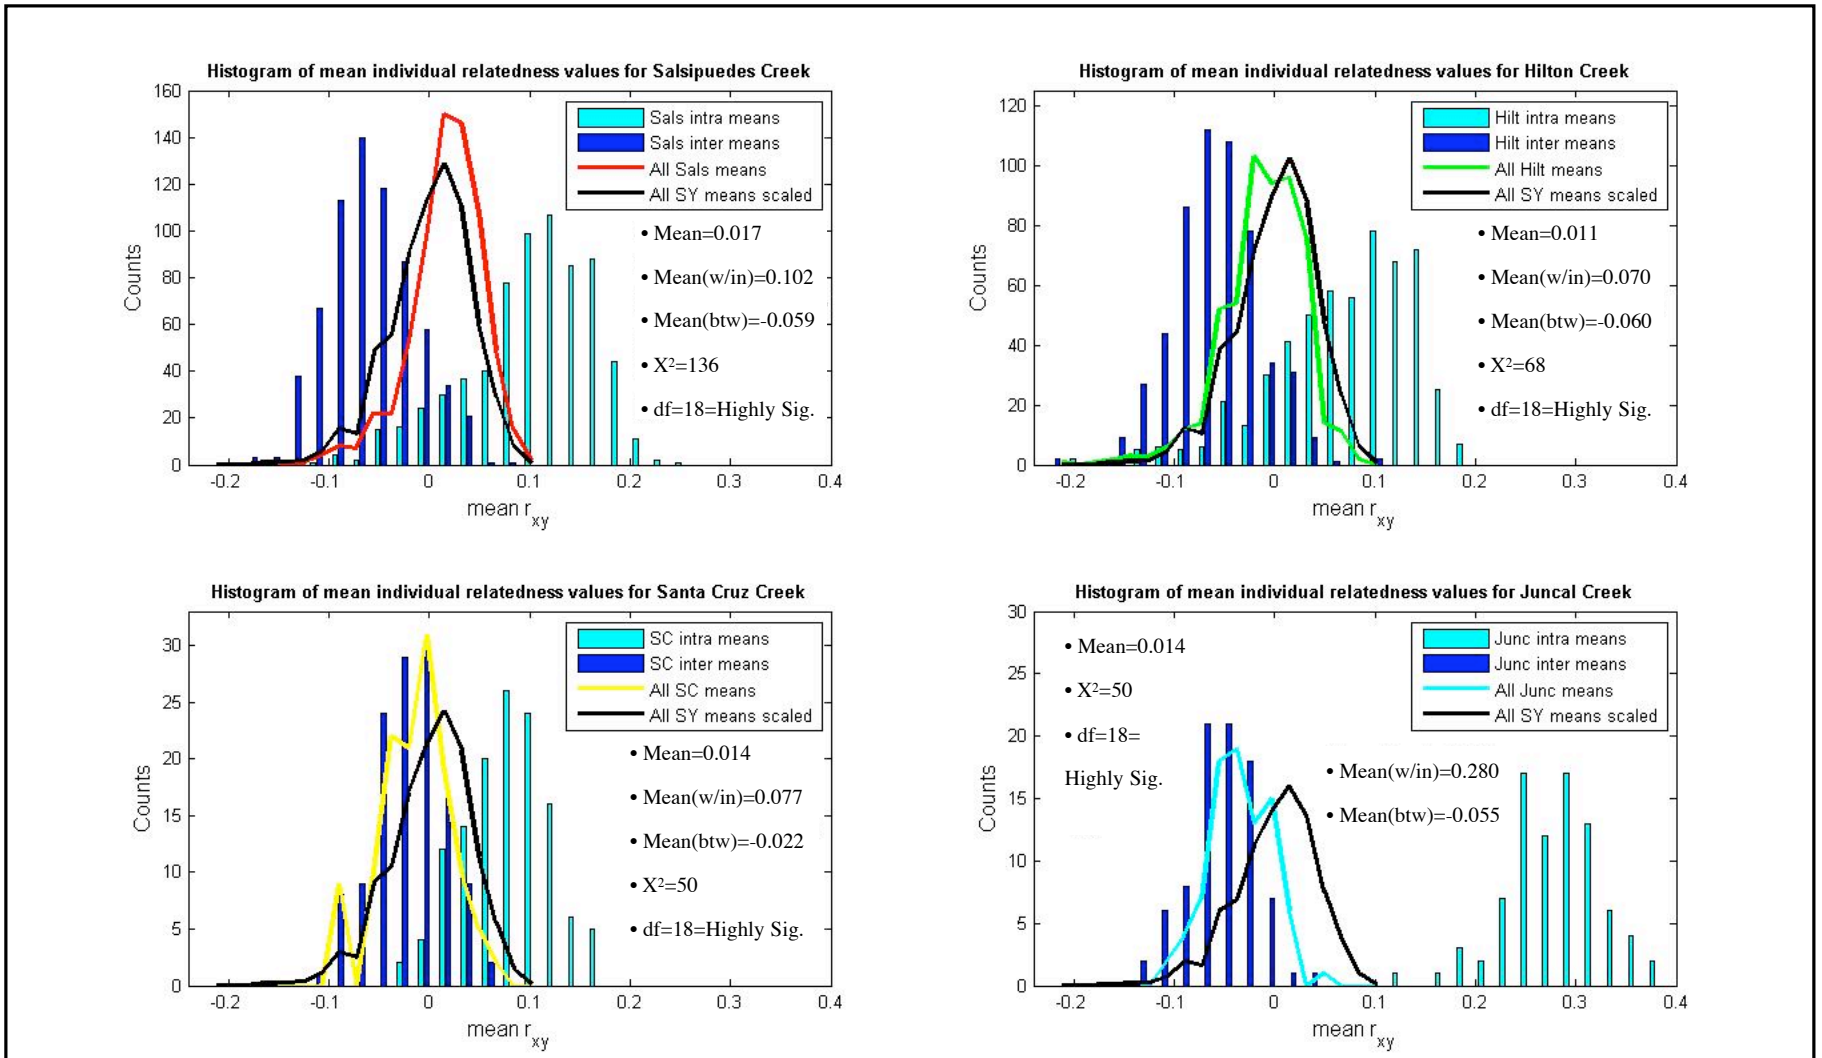 Histogram of mean individual relatedness values for Salsipuedes Creek
160
140
120
100
80
60
40
20
0
Counts
-0.2
-0.1
0
0.1
0.2
0.3
0.4
mean r_xy
Sals intra means
Sals inter means
All Sals means
All SY means scaled
• Mean=0.017
• Mean(w/in)=0.102
• Mean(btw)=-0.059
• X²=136
• df=18=Highly Sig.
Histogram of mean individual relatedness values for Hilton Creek
120
100
80
60
40
20
0
Counts
-0.2
-0.1
0
0.1
0.2
0.3
0.4
mean r_xy
Hilt intra means
Hilt inter means
All Hilt means
All SY means scaled
• Mean=0.011
• Mean(w/in)=0.070
• Mean(btw)=-0.060
• X²=68
• df=18=Highly Sig.
Histogram of mean individual relatedness values for Santa Cruz Creek
30
25
20
15
10
5
0
Counts
-0.2
-0.1
0
0.1
0.2
0.3
0.4
mean r_xy
SC intra means
SC inter means
All SC means
All SY means scaled
• Mean=0.014
• Mean(w/in)=0.077
• Mean(btw)=-0.022
• X²=50
• df=18=Highly Sig.
Histogram of mean individual relatedness values for Juncal Creek
30
25
20
15
10
5
0
Counts
-0.2
-0.1
0
0.1
0.2
0.3
0.4
mean r_xy
Junc intra means
Junc inter means
All Junc means
All SY means scaled
• Mean=0.014
• X²=50
• df=18=
Highly Sig.
• Mean(w/in)=0.280
• Mean(btw)=-0.055